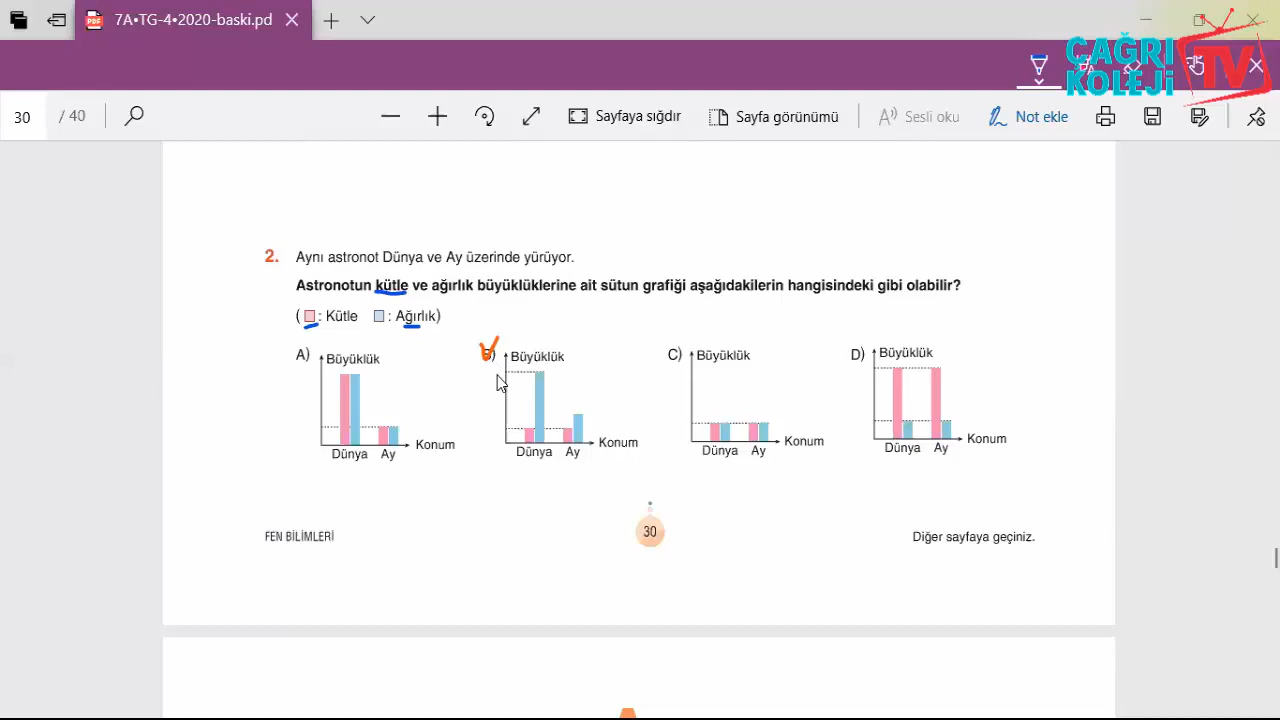 7A•TG-4•2020-baski.pd
ÇAĞRI
KOLEJİ
TV
30 / 40
Sayfaya sığdır
Sayfa görünümü
Sesli oku
Not ekle
2. Aynı astronot Dünya ve Ay üzerinde yürüyor.
Astronotun kütle ve ağırlık büyüklüklerine ait sütun grafiği aşağıdakilerin hangisindeki gibi olabilir?
( : Kütle : Ağırlık)
A) Büyüklük
Konum
Dünya Ay
Büyüklük
Konum
Dünya Ay
C) Büyüklük
Konum
Dünya Ay
D) Büyüklük
Konum
Dünya Ay
FEN BİLİMLERİ
30
Diğer sayfaya geçiniz.